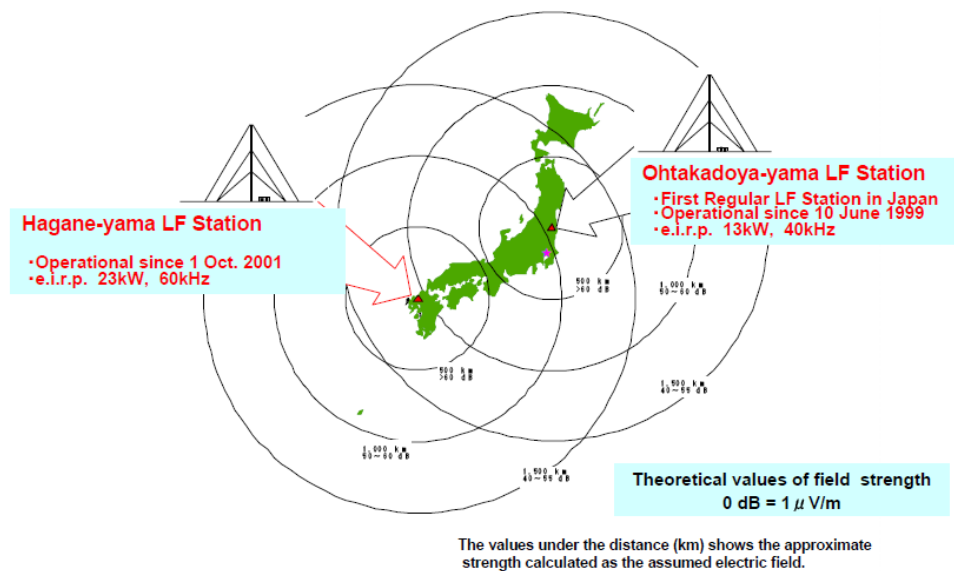 Ohtakadoya-yama LF Station
・First Regular LF Station in Japan
・Operational since 10 June 1999
・e.i.r.p. 13kW, 40kHz
Hagane-yama LF Station
・Operational since 1 Oct. 2001
・e.i.r.p. 23kW, 60kHz
500 km
>60 dB
1,000 km
50～60 dB
500 km
>60 dB
1,500 km
40～55 dB
1,000 km
50～60 dB
1,500 km
40～55 dB
Theoretical values of field strength
0 dB = 1μV/m
The values under the distance (km) shows the approximate
strength calculated as the assumed electric field.